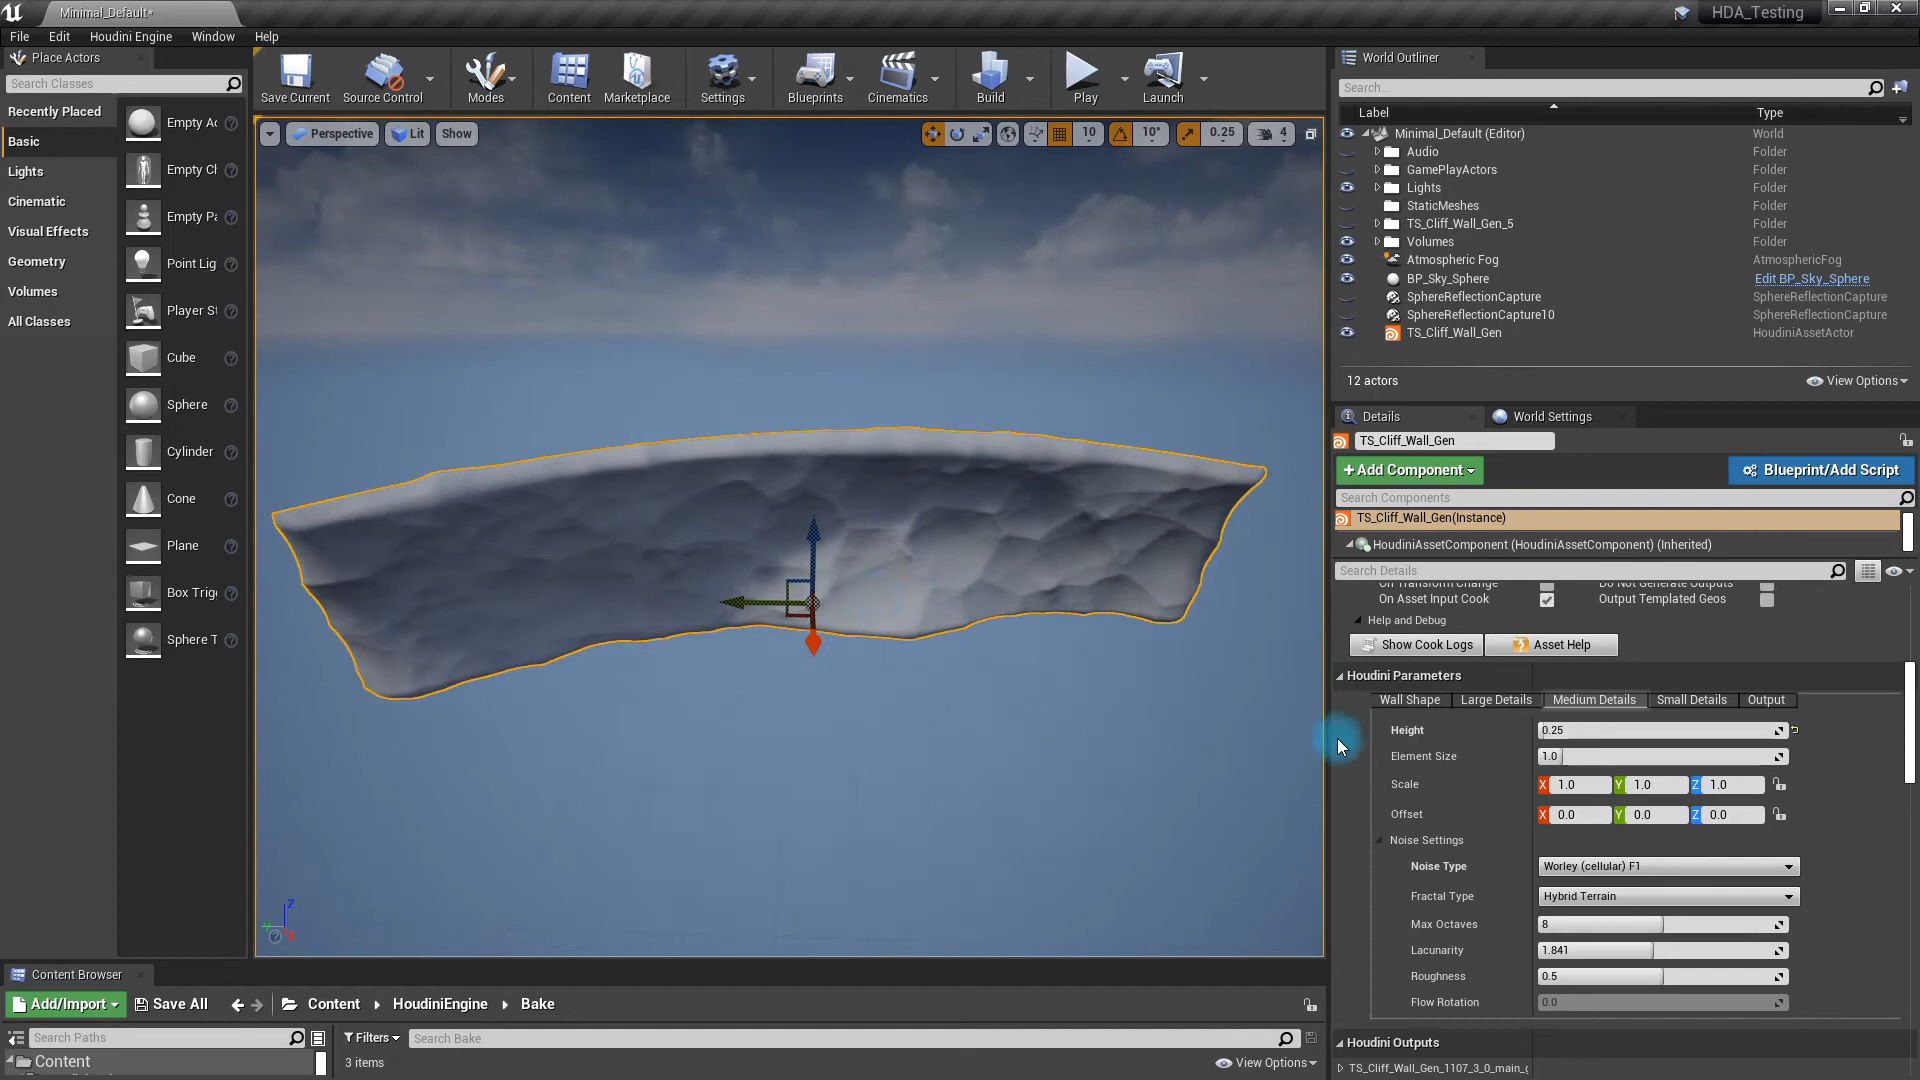 Minimal_Default*
HDA_Testing
File Edit Houdini Engine Window Help
Place Actors
Search Classes
Recently Placed
Basic
Lights
Cinematic
Visual Effects
Geometry
Volumes
All Classes
Empty Ac
Empty Ch
Empty Pa
Point Lig
Player St
Cube
Sphere
Cylinder
Cone
Plane
Box Trigg
Sphere T
Save Current Source Control Modes Content Marketplace Settings Blueprints Cinematics Build Play Launch
Perspective Lit Show
10 10° 0.25 4
Z
World Outliner
Search...
Label Type
Minimal_Default (Editor) World
Audio Folder
GamePlayActors Folder
Lights Folder
StaticMeshes Folder
TS_Cliff_Wall_Gen_5 Folder
Volumes Folder
Atmospheric Fog AtmosphericFog
BP_Sky_Sphere Edit BP_Sky_Sphere
SphereReflectionCapture SphereReflectionCapture
SphereReflectionCapture10 SphereReflectionCapture
TS_Cliff_Wall_Gen HoudiniAssetActor
12 actors View Options
Details World Settings
TS_Cliff_Wall_Gen
+Add Component Blueprint/Add Script
Search Components
TS_Cliff_Wall_Gen(Instance)
HoudiniAssetComponent (HoudiniAssetComponent) (Inherited)
Search Details
On Transform Change Do Not Generate Outputs
On Asset Input Cook Output Templated Geos
Help and Debug
Show Cook Logs Asset Help
Houdini Parameters
Wall Shape Large Details Medium Details Small Details Output
Height 0.25
Element Size 1.0
Scale X 1.0 Y 1.0 Z 1.0
Offset X 0.0 Y 0.0 Z 0.0
Noise Settings
Noise Type Worley (cellular) F1
Fractal Type Hybrid Terrain
Max Octaves 8
Lacunarity 1.841
Roughness 0.5
Flow Rotation 0.0
Houdini Outputs
TS_Cliff_Wall_Gen_1107_3_0_main_g
Content Browser
Add/Import Save All Content HoudiniEngine Bake
Search Paths Filters Search Bake
Content 3 items View Options